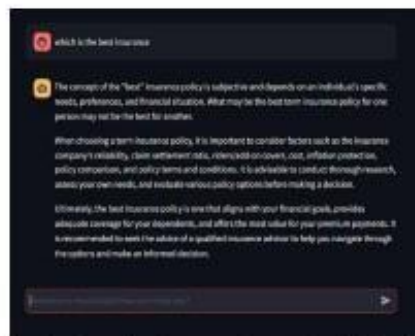 which is the best insurance
The concept of the "best" insurance policy is subjective and depends on an individual's specific
needs, preferences, and financial situation. What may be the best term insurance policy for one
person may not be the best for another.
When choosing a term insurance policy, it is important to consider factors such as the insurance
company's reliability, claim settlement ratio, riders/add-on covers, cost, inflation protection,
policy comparison, and policy terms and conditions. It is advisable to conduct thorough research,
assess your own needs, and evaluate various policy options before making a decision.
Ultimately, the best insurance policy is one that aligns with your financial goals, provides
adequate coverage for your dependents, and offers the most value for your premium payments. It
is recommended to seek the advice of a qualified insurance advisor to help you navigate through
the options and make an informed decision.